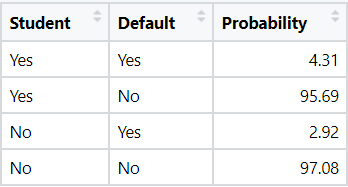 Student Default Probability
Yes Yes 4.31
Yes No 95.69
No Yes 2.92
No No 97.08